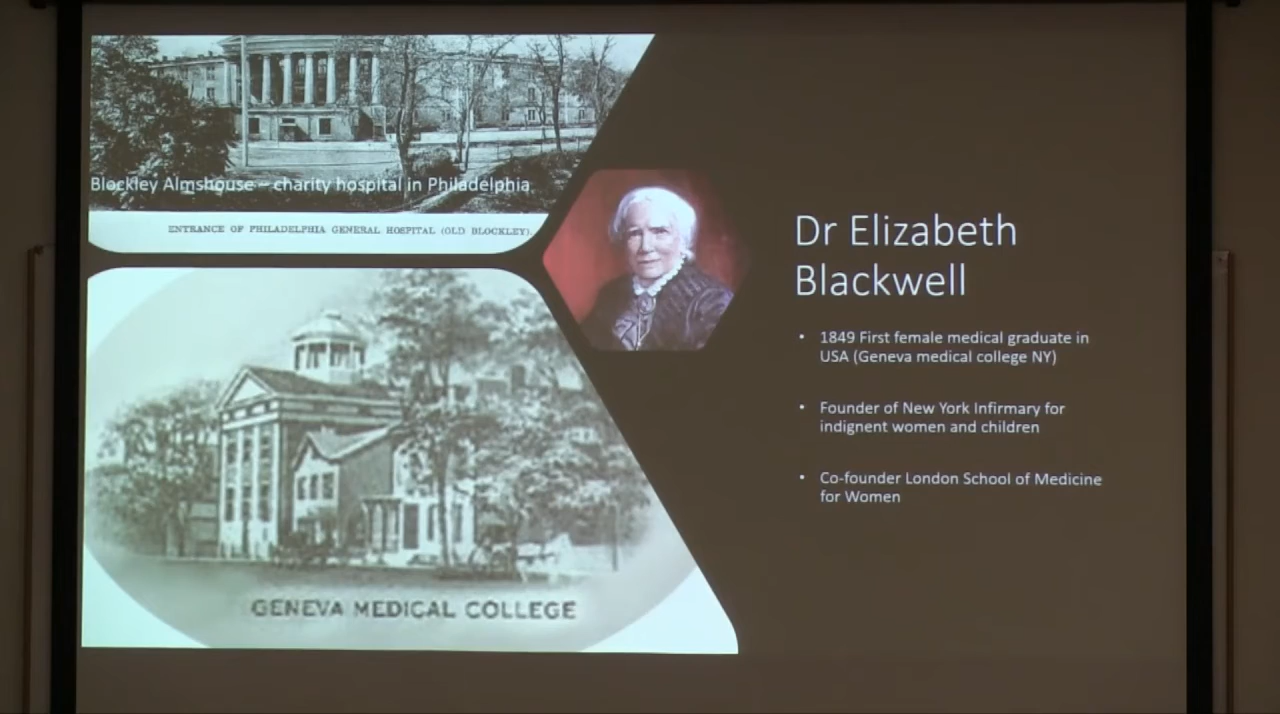 Blockley Almshouse – charity hospital in Philadelphia
ENTRANCE OF PHILADELPHIA GENERAL HOSPITAL (OLD BLOCKLEY).
GENEVA MEDICAL COLLEGE
Dr Elizabeth
Blackwell
• 1849 First female medical graduate in
USA (Geneva medical college NY)
• Founder of New York Infirmary for
indignent women and children
• Co-founder London School of Medicine
for Women